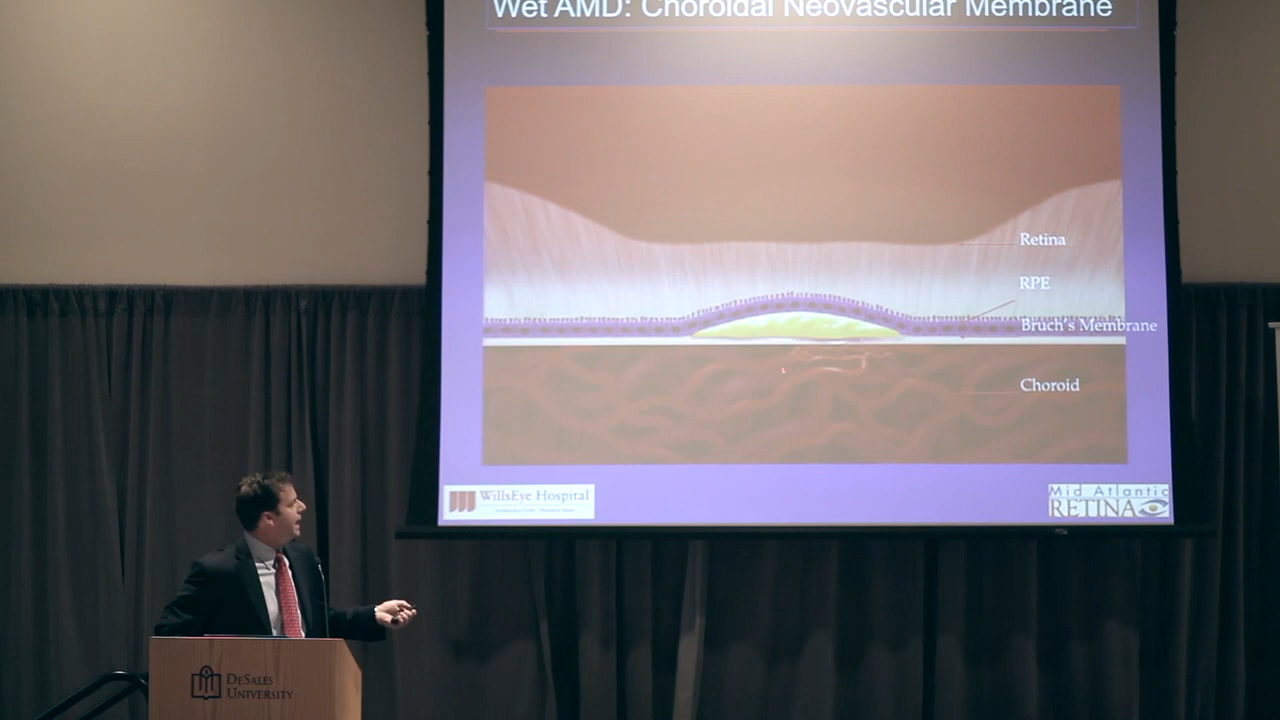 Wet AMD: Choroidal Neovascular Membrane
Retina
RPE
Bruch's Membrane
Choroid
WillsEye Hospital
Mid Atlantic
RETINA
DESALES
UNIVERSITY